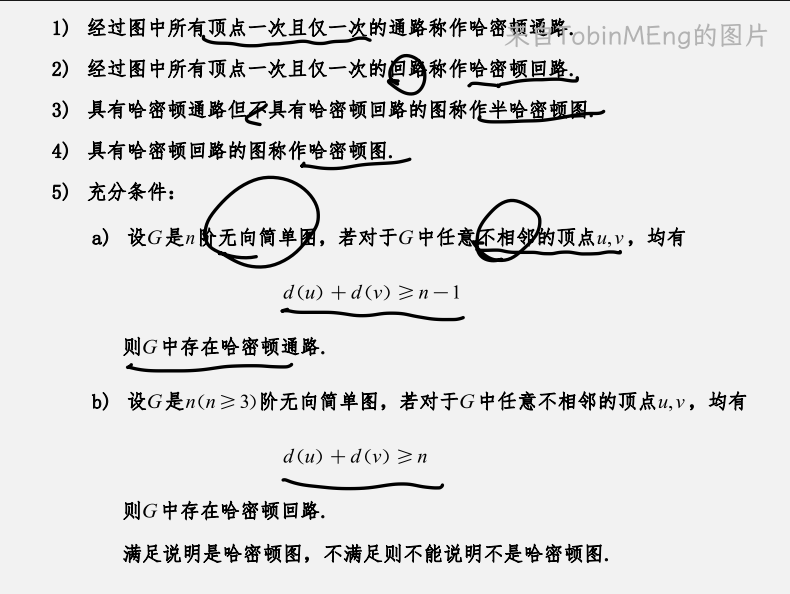 1) 经过图中所有顶点一次且仅一次的通路称作哈密顿通路.
来自TobinMEng的图片
2) 经过图中所有顶点一次且仅一次的回路称作哈密顿回路.
3) 具有哈密顿通路但不具有哈密顿回路的图称作半哈密顿图.
4) 具有哈密顿回路的图称作哈密顿图.
5) 充分条件:
a) 设G是n阶无向简单图，若对于G中任意不相邻的顶点u,v，均有
d(u)+d(v)≥n−1
则G中存在哈密顿通路.
b) 设G是n(n≥3)阶无向简单图，若对于G中任意不相邻的顶点u,v，均有
d(u)+d(v)≥n
则G中存在哈密顿回路.
满足说明是哈密顿图，不满足则不能说明不是哈密顿图.